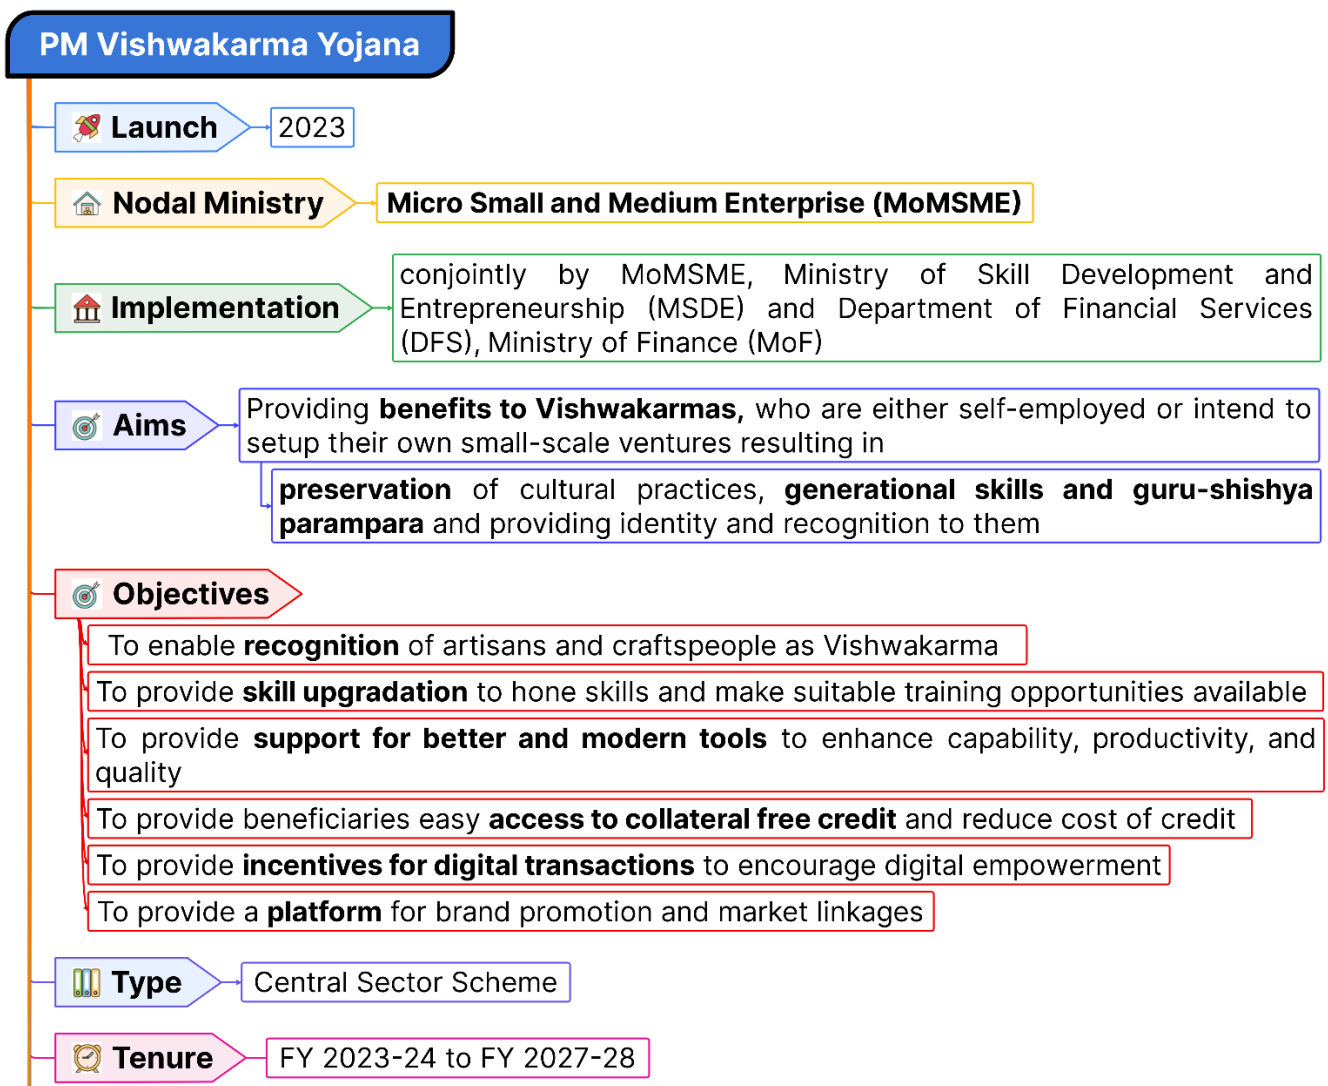 PM Vishwakarma Yojana
Launch
2023
Nodal Ministry
Micro Small and Medium Enterprise (MoMSME)
Implementation
conjointly by MoMSME, Ministry of Skill Development and
Entrepreneurship (MSDE) and Department of Financial Services
(DFS), Ministry of Finance (MoF)
Aims
Providing benefits to Vishwakarmas, who are either self-employed or intend to
setup their own small-scale ventures resulting in
preservation of cultural practices, generational skills and guru-shishya
parampara and providing identity and recognition to them
Objectives
To enable recognition of artisans and craftspeople as Vishwakarma
To provide skill upgradation to hone skills and make suitable training opportunities available
To provide support for better and modern tools to enhance capability, productivity, and
quality
To provide beneficiaries easy access to collateral free credit and reduce cost of credit
To provide incentives for digital transactions to encourage digital empowerment
To provide a platform for brand promotion and market linkages
Type
Central Sector Scheme
Tenure
FY 2023-24 to FY 2027-28